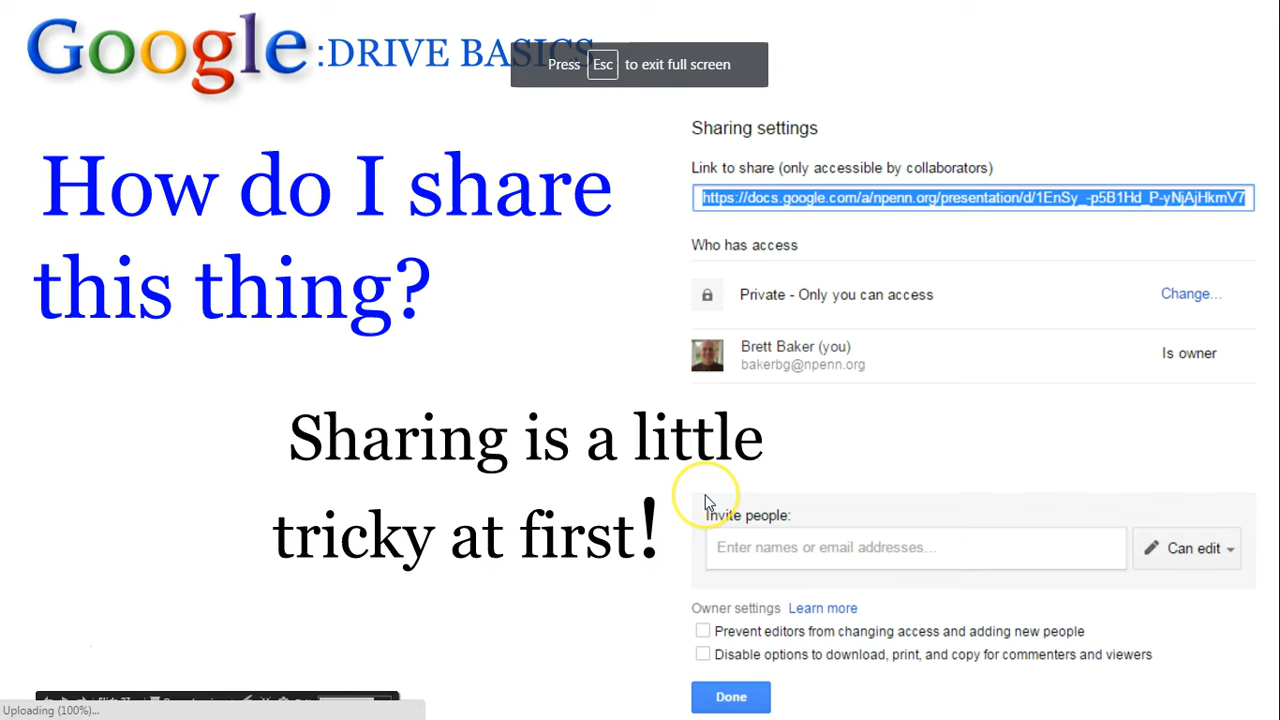 Google :DRIVE BASICS
Press Esc to exit full screen
How do I share
this thing?
Sharing is a little
tricky at first!
Sharing settings
Link to share (only accessible by collaborators)
https://docs.google.com/a/npenn.org/presentation/d/1EnSy_-p5B1Hd_P-yNjAjHkmV7
Who has access
Private - Only you can access
Change...
Brett Baker (you)
bakerbg@npenn.org
Is owner
Invite people:
Enter names or email addresses...
Can edit
Owner settings Learn more
Prevent editors from changing access and adding new people
Disable options to download, print, and copy for commenters and viewers
Done
Uploading (100%)...